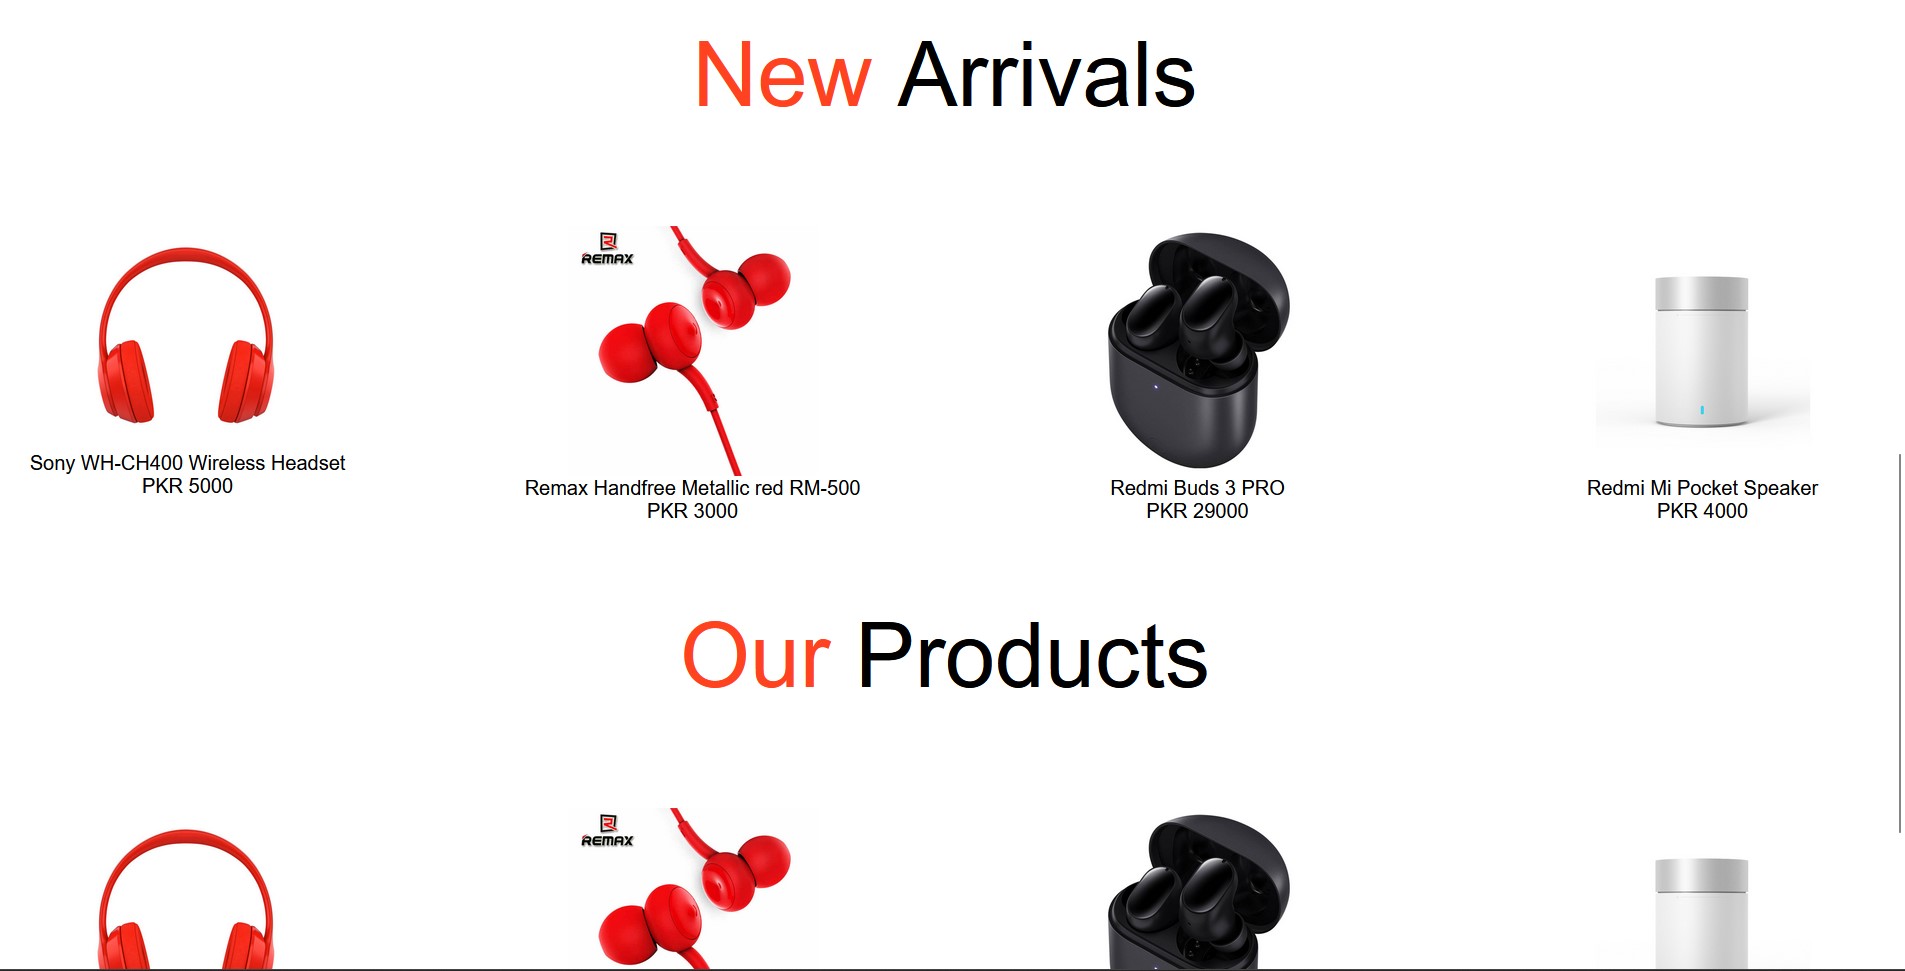 New Arrivals
REMAX
Sony WH-CH400 Wireless Headset
PKR 5000
Remax Handfree Metallic red RM-500
PKR 3000
Redmi Buds 3 PRO
PKR 29000
Redmi Mi Pocket Speaker
PKR 4000
Our Products
REMAX